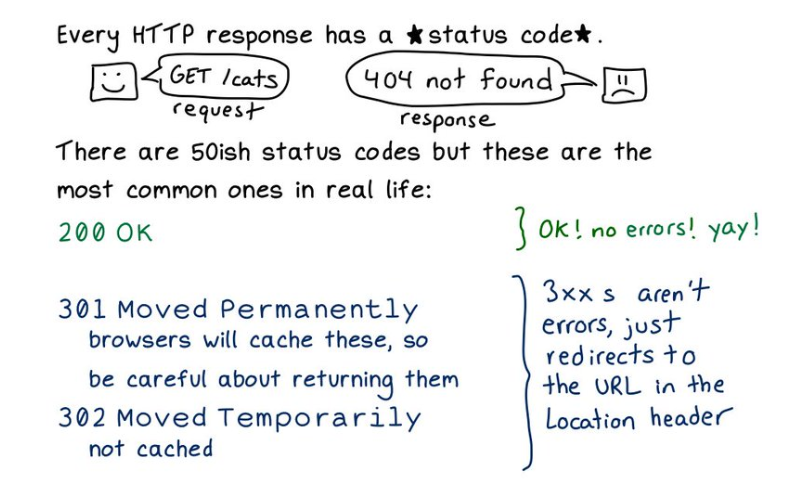 Every HTTP response has a ★status code★.
GET /cats
request
404 not found
response
There are 50ish status codes but these are the
most common ones in real life:
200 OK
OK! no errors! yay!
301 Moved Permanently
browsers will cache these, so
be careful about returning them
302 Moved Temporarily
not cached
3xx s aren't
errors, just
redirects to
the URL in the
Location header